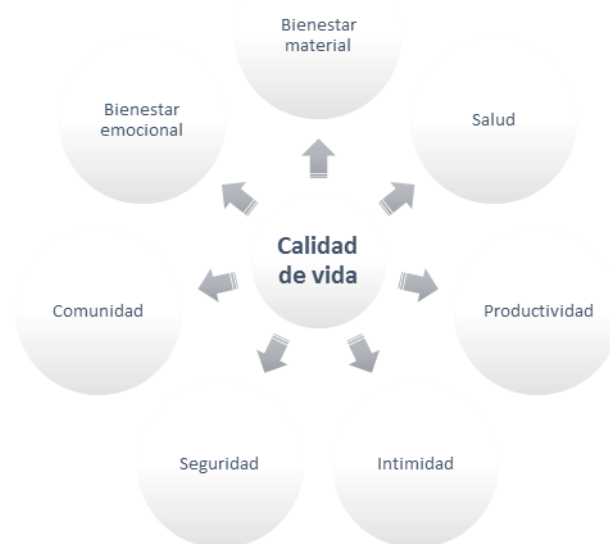 Bienestar
material
Bienestar
emocional
Salud
Calidad
de vida
Comunidad
Productividad
Seguridad
Intimidad